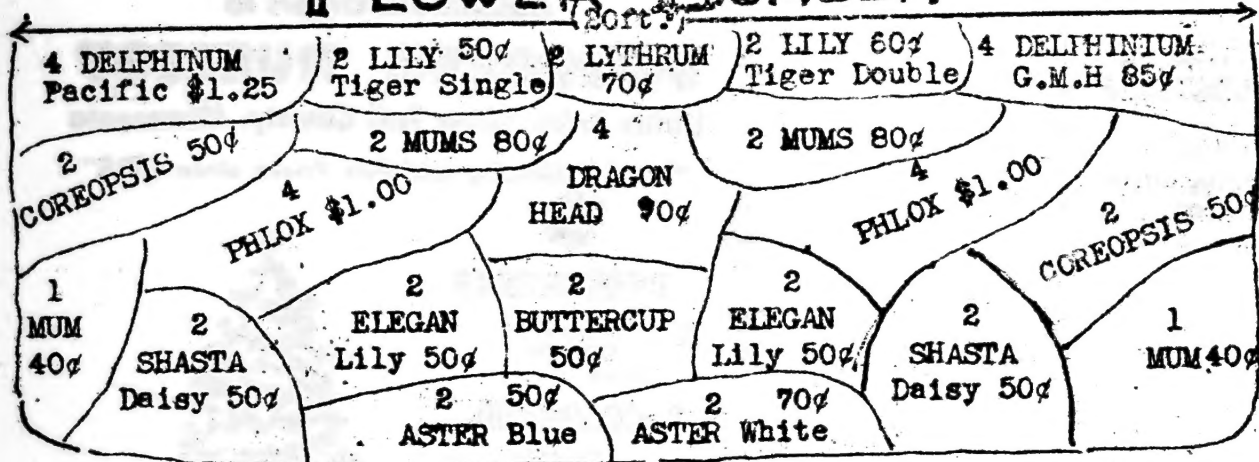 (20ft.)
4 DELPHINUM
Pacific $1.25
2 LILY 50¢
Tiger Single
2 LYTHRUM
70¢
2 LILY 60¢
Tiger Double
4 DELPHINIUM
G.M.H 85¢
2
COREOPSIS 50¢
2 MUMS 80¢
4
DRAGON
HEAD 90¢
2 MUMS 80¢
4
PHLOX $1.00
4
PHLOX $1.00
2
COREOPSIS 50¢
1
MUM
40¢
2
SHASTA
Daisy 50¢
2
ELEGAN
Lily 50¢
2
BUTTERCUP
50¢
2
ELEGAN
Lily 50¢
2
SHASTA
Daisy 50¢
1
MUM 40¢
2 50¢
ASTER Blue
2 70¢
ASTER White